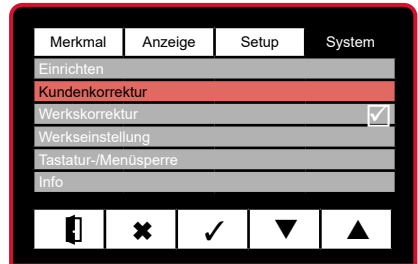 Merkmal Anzeige Setup System
Einrichten
Kundenkorrektur
Werkskorrektur
Werkseinstellung
Tastatur-/Menüsperre
Info